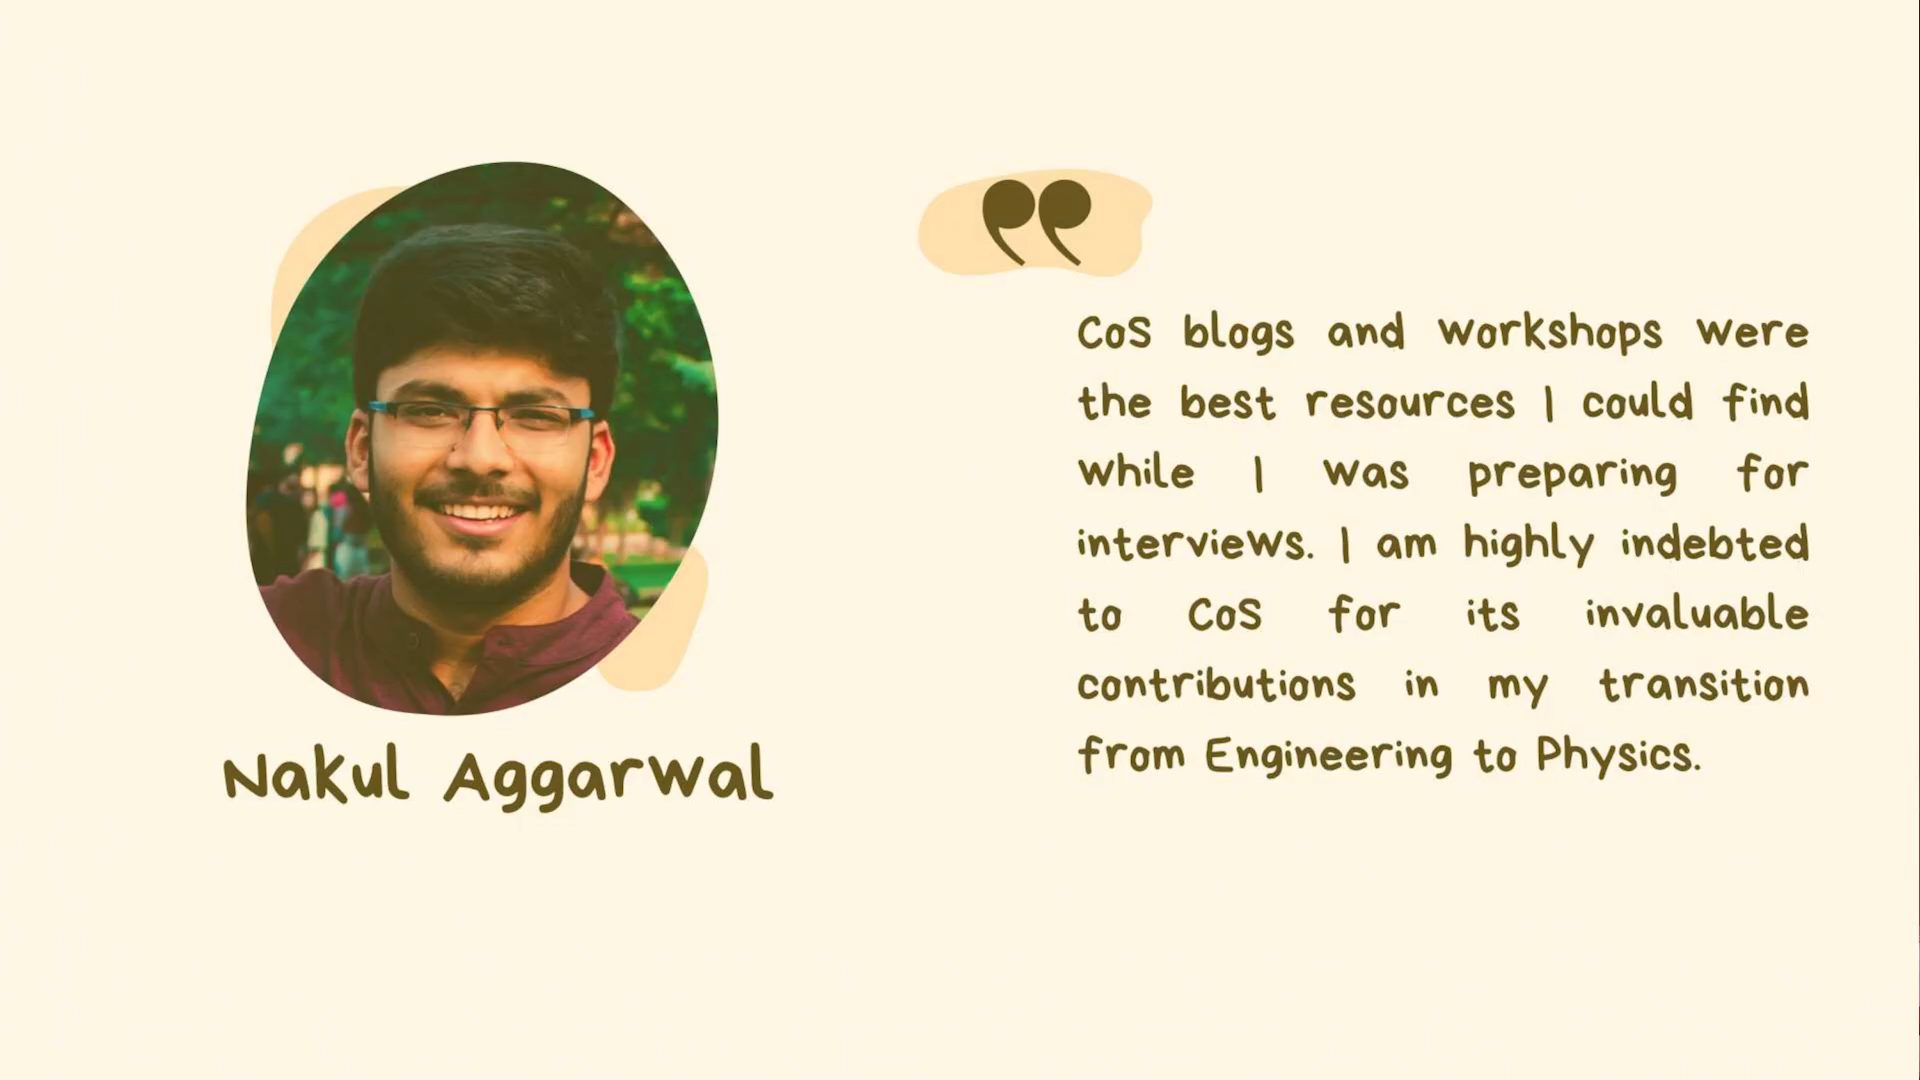 CoS blogs and workshops were
the best resources I could find
while I was preparing for
interviews. I am highly indebted
to CoS for its invaluable
contributions in my transition
from Engineering to Physics.
Nakul Aggarwal